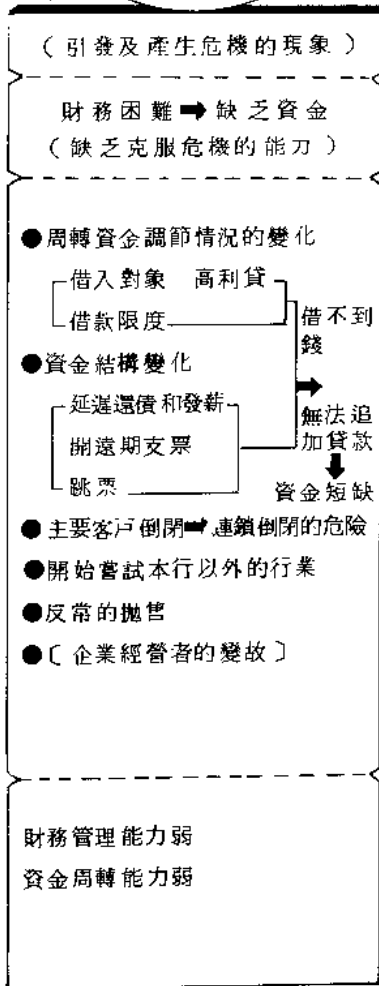 （引發及產生危機的現象）
財務困難➡缺乏資金
（缺乏克服危機的能刀）
●周轉資金調節情況的變化
借入對象 高利貸
借款限度
借不到
錢
●資金結構變化
➡
延遲還債和發薪
無法追
開遠期支票
加貸款
⬇
跳票
資金短缺
●主要客戶倒閉➡連鎖倒閉的危險
●開始嘗試本行以外的行業
●反常的拋售
●〔企業經營者的變故〕
財務管理能力弱
資金周轉能力弱